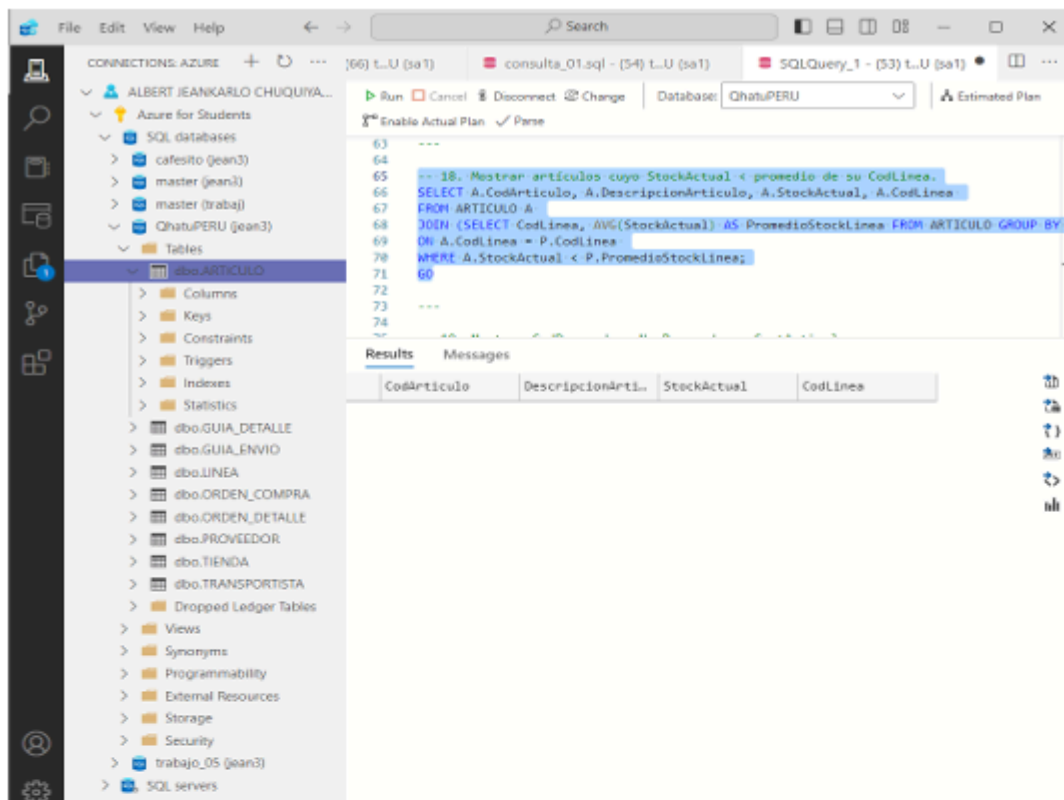 File Edit View Help
Search
CONNECTIONS: AZURE
(66) t...U (sa1)
consulta_01.sql - (54) t...U (sa1)
SQLQuery_1 - (53) t...U (sa1)
ALBERT JEANKARLO CHUQUIYA...
Azure for Students
SQL databases
cafesito (jean3)
master (jean3)
master (trabaj)
QhatuPERU (jean3)
Tables
dbo.ARTICULO
Columns
Keys
Constraints
Triggers
Indexes
Statistics
dbo.GUIA_DETALLE
dbo.GUIA_ENVIO
dbo.LINEA
dbo.ORDEN_COMPRA
dbo.ORDEN_DETALLE
dbo.PROVEEDOR
dbo.TIENDA
dbo.TRANSPORTISTA
Dropped Ledger Tables
Views
Synonyms
Programmability
External Resources
Storage
Security
trabajo_05 (jean3)
SQL servers
Run Cancel Disconnect Change Database: QhatuPERU Estimated Plan
Enable Actual Plan Parse
63 ---
64
65 -- 18. Mostrar artículos cuyo StockActual < promedio de su CodLinea.
66 SELECT A.CodArticulo, A.DescripcionArticulo, A.StockActual, A.CodLinea
67 FROM ARTICULO A
68 JOIN (SELECT CodLinea, AVG(StockActual) AS PromedioStockLinea FROM ARTICULO GROUP BY
69 ON A.CodLinea = P.CodLinea
70 WHERE A.StockActual < P.PromedioStockLinea;
71 GO
72
73 ---
74
Results Messages
CodArticulo DescripcionArti... StockActual CodLinea